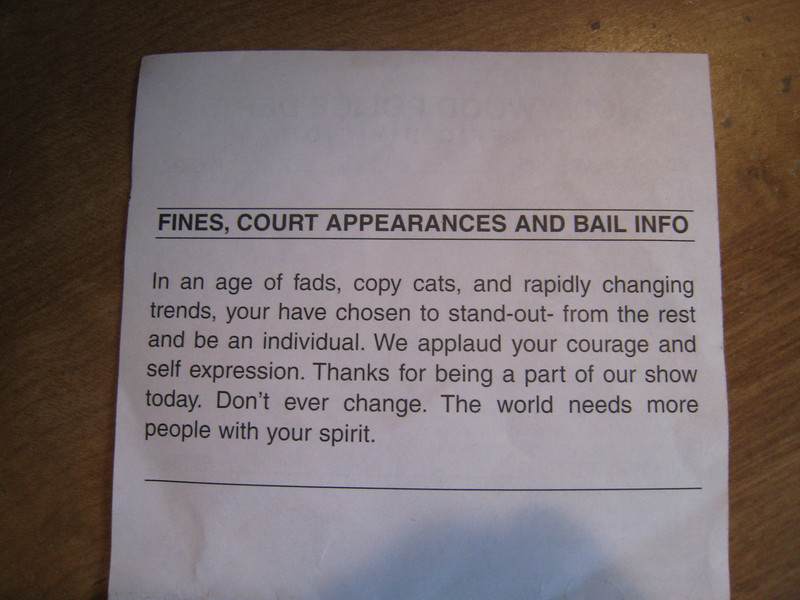 FINES, COURT APPEARANCES AND BAIL INFO
In an age of fads, copy cats, and rapidly changing
trends, your have chosen to stand-out- from the rest
and be an individual. We applaud your courage and
self expression. Thanks for being a part of our show
today. Don't ever change. The world needs more
people with your spirit.